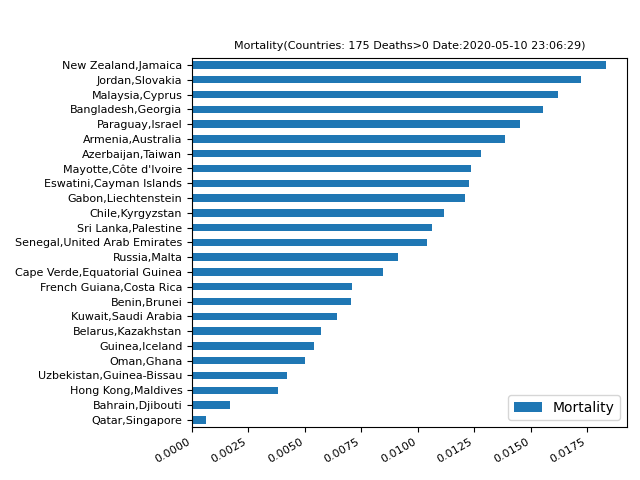 Mortality(Countries: 175 Deaths>0 Date:2020-05-10 23:06:29)
New Zealand,Jamaica
Jordan,Slovakia
Malaysia,Cyprus
Bangladesh,Georgia
Paraguay,Israel
Armenia,Australia
Azerbaijan,Taiwan
Mayotte,Côte d'Ivoire
Eswatini,Cayman Islands
Gabon,Liechtenstein
Chile,Kyrgyzstan
Sri Lanka,Palestine
Senegal,United Arab Emirates
Russia,Malta
Cape Verde,Equatorial Guinea
French Guiana,Costa Rica
Benin,Brunei
Kuwait,Saudi Arabia
Belarus,Kazakhstan
Guinea,Iceland
Oman,Ghana
Uzbekistan,Guinea-Bissau
Hong Kong,Maldives
Bahrain,Djibouti
Qatar,Singapore
Mortality
0.0000 0.0025 0.0050 0.0075 0.0100 0.0125 0.0150 0.0175